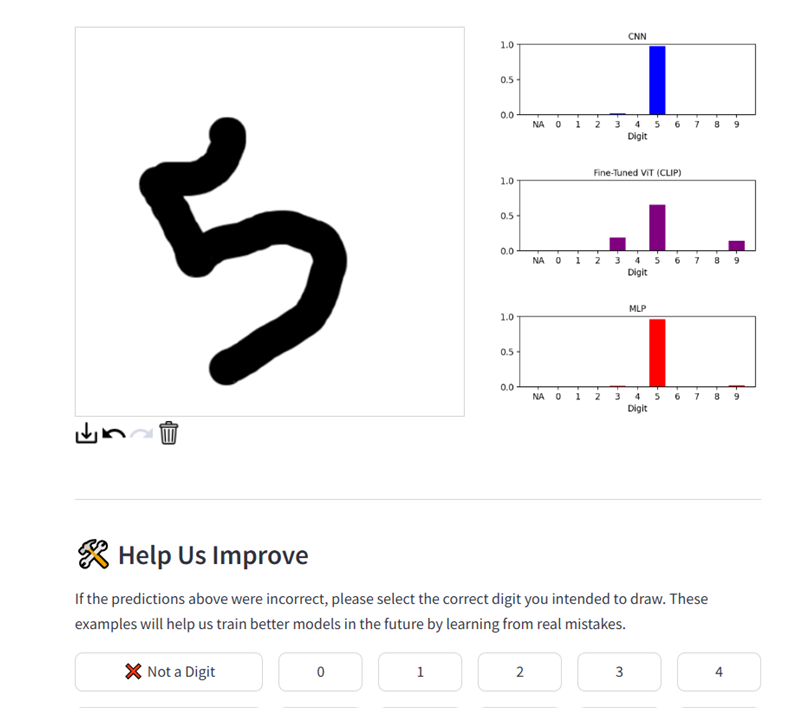 5
CNN
1.0
0.5
0.0
NA 0 1 2 3 4 5 6 7 8 9
Digit
Fine-Tuned ViT (CLIP)
1.0
0.5
0.0
NA 0 1 2 3 4 5 6 7 8 9
Digit
MLP
1.0
0.5
0.0
NA 0 1 2 3 4 5 6 7 8 9
Digit
Help Us Improve
If the predictions above were incorrect, please select the correct digit you intended to draw. These
examples will help us train better models in the future by learning from real mistakes.
Not a Digit 0 1 2 3 4